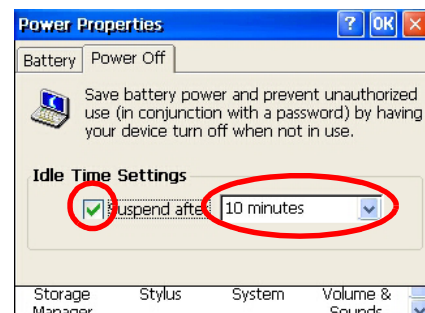 Power Properties ? OK ×
Battery Power Off
Save battery power and prevent unauthorized
use (in conjunction with a password) by having
your device turn off when not in use.
Idle Time Settings
Suspend after 10 minutes
Storage Stylus System Volume &
Manager Sounds